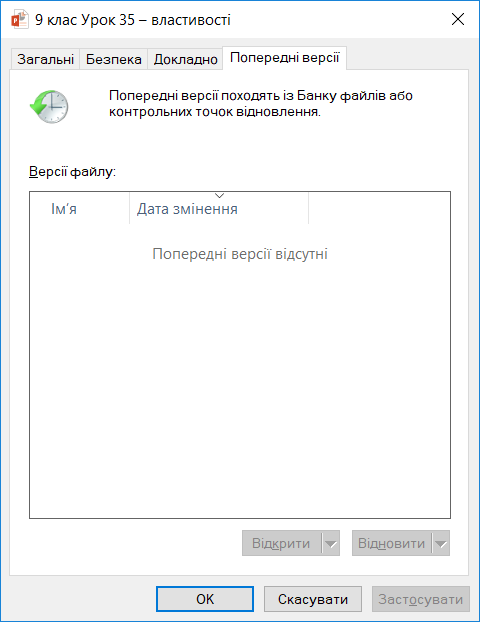 9 клас Урок 35 – властивості
Загальні Безпека Докладно Попередні версії
Попередні версії походять із Банку файлів або
контрольних точок відновлення.
Версії файлу:
Ім'я Дата змінення
Попередні версії відсутні
Відкрити Відновити
OK Скасувати Застосувати